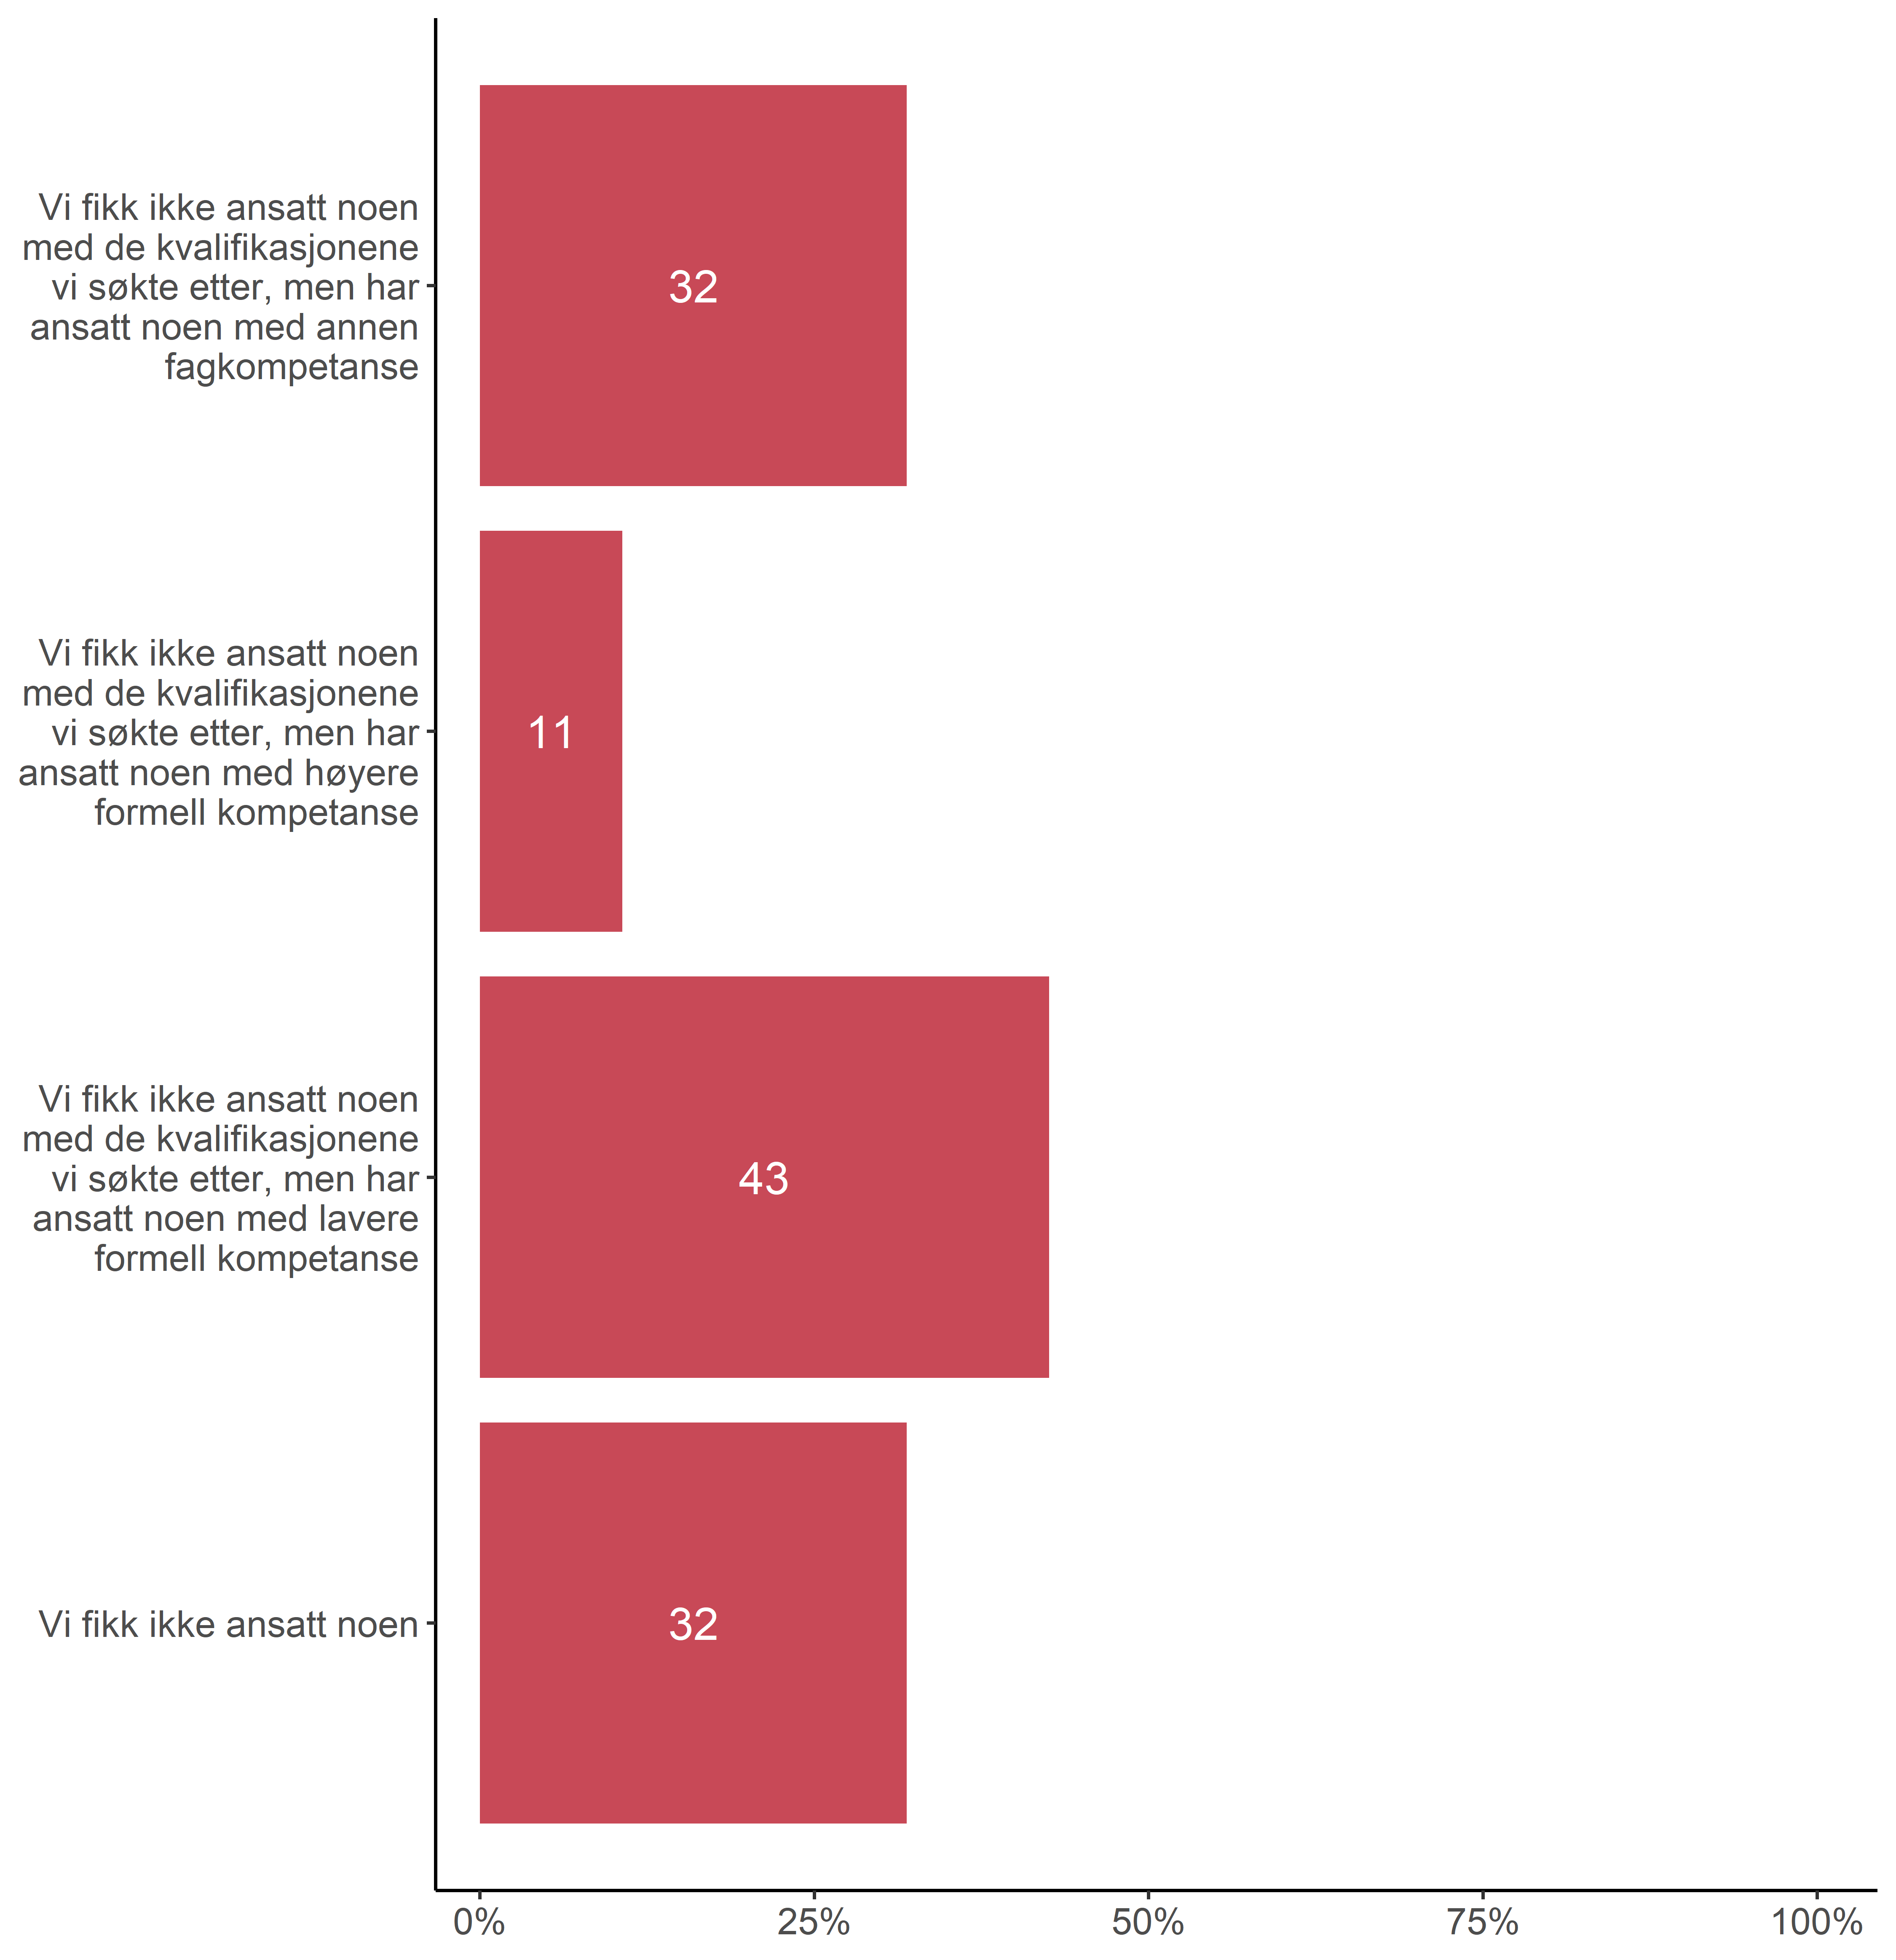 Vi fikk ikke ansatt noen
med de kvalifikasjonene
vi søkte etter, men har
ansatt noen med annen
fagkompetanse
32
Vi fikk ikke ansatt noen
med de kvalifikasjonene
vi søkte etter, men har
ansatt noen med høyere
formell kompetanse
11
Vi fikk ikke ansatt noen
med de kvalifikasjonene
vi søkte etter, men har
ansatt noen med lavere
formell kompetanse
43
Vi fikk ikke ansatt noen
32
0% 25% 50% 75% 100%